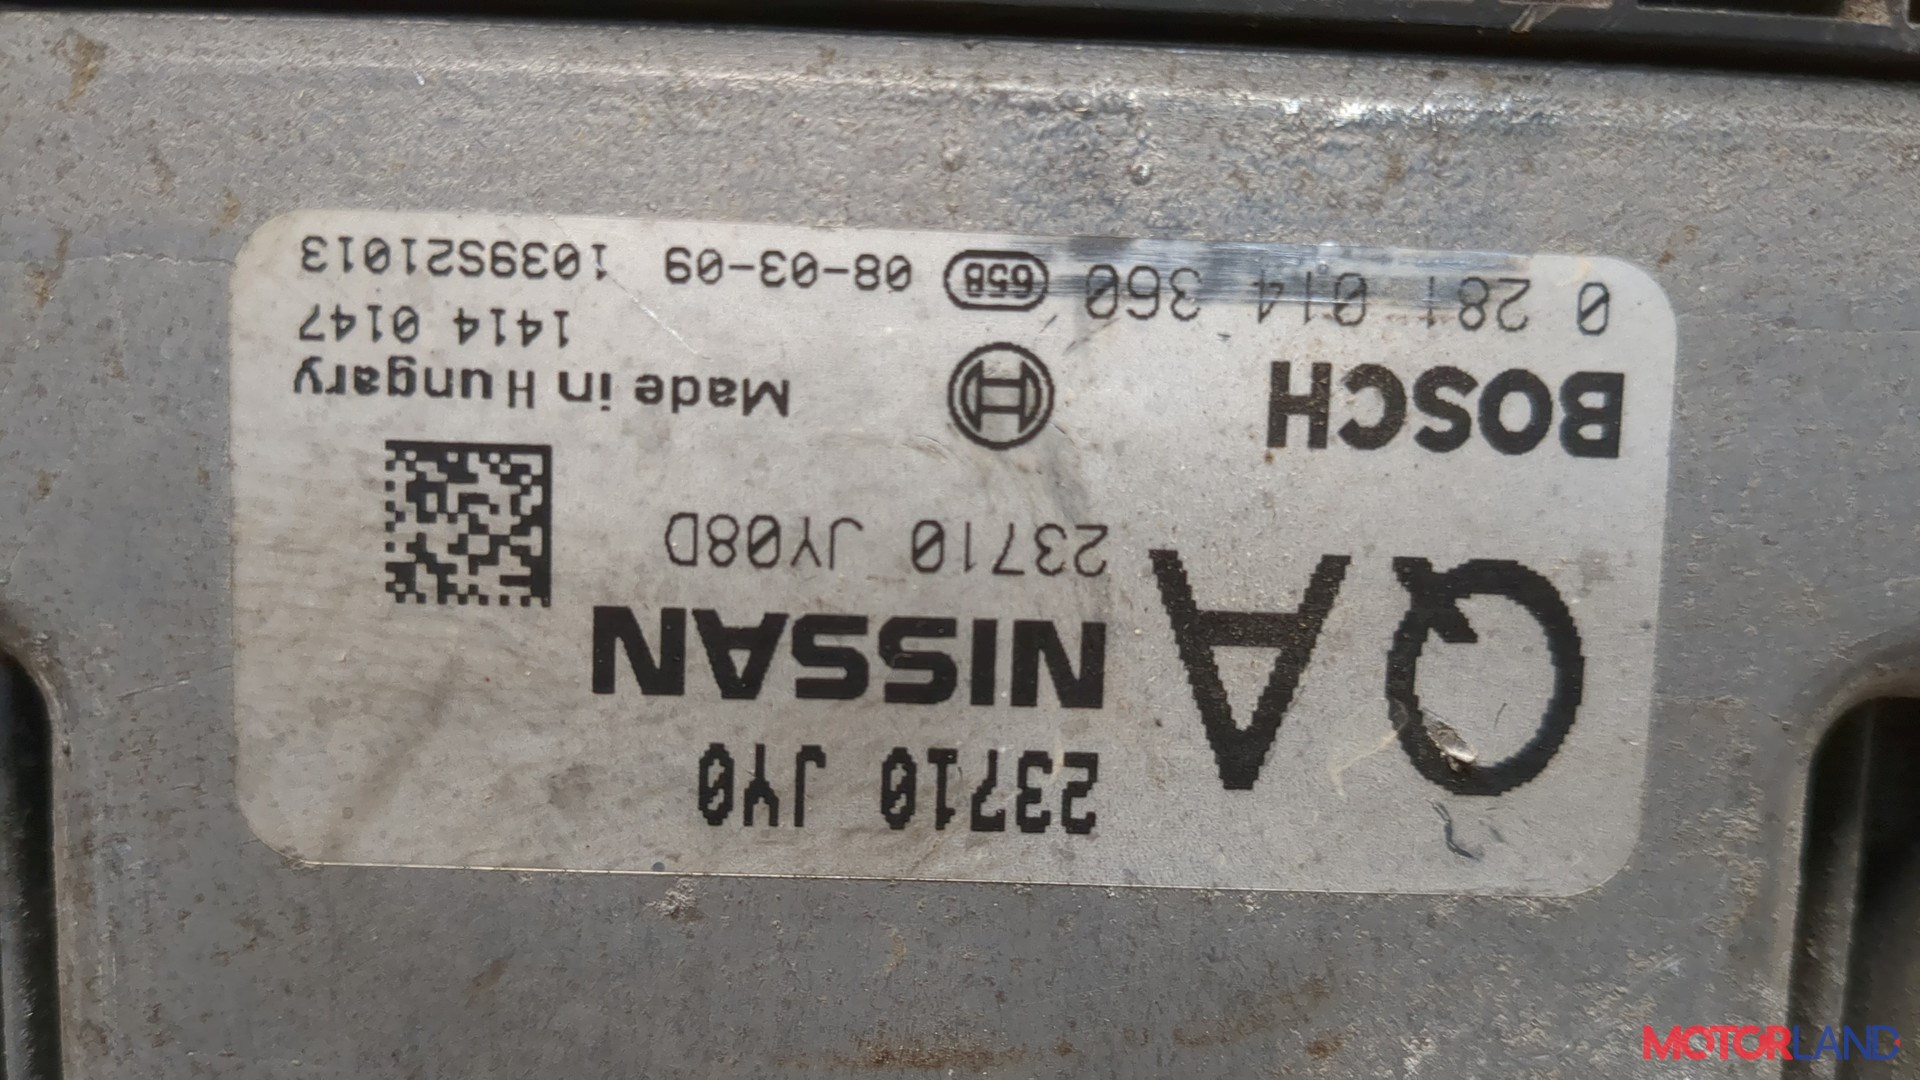 23710 JY0
QA
NISSAN
23710 JY08D
BOSCH
Made in Hungary
1414 0147
0 281 014 360 65B 08-03-09 1039S21013
MOTORLAND